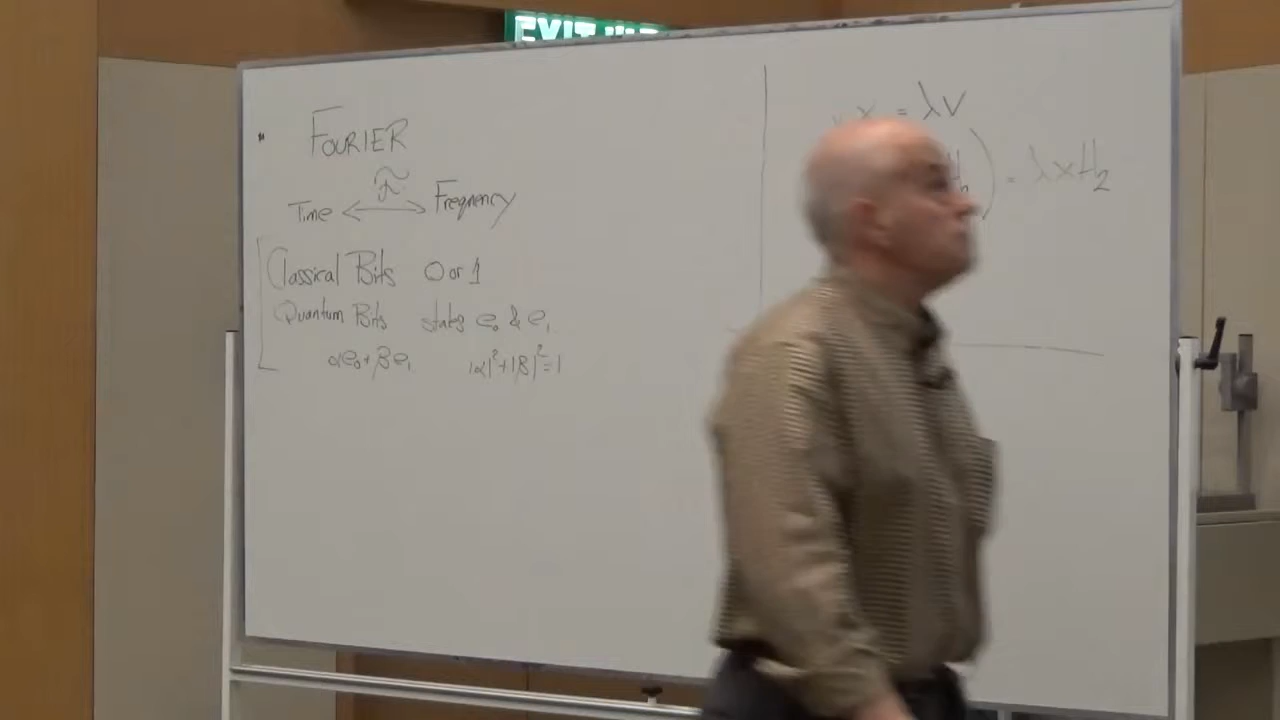 EXIT
FOURIER
Time ⟷ Frequency
Classical Bits 0 or 1
Quantum Bits states e₀ & e₁
αe₀+βe₁ |α|²+|β|²=1
= λV
) = λxH₂